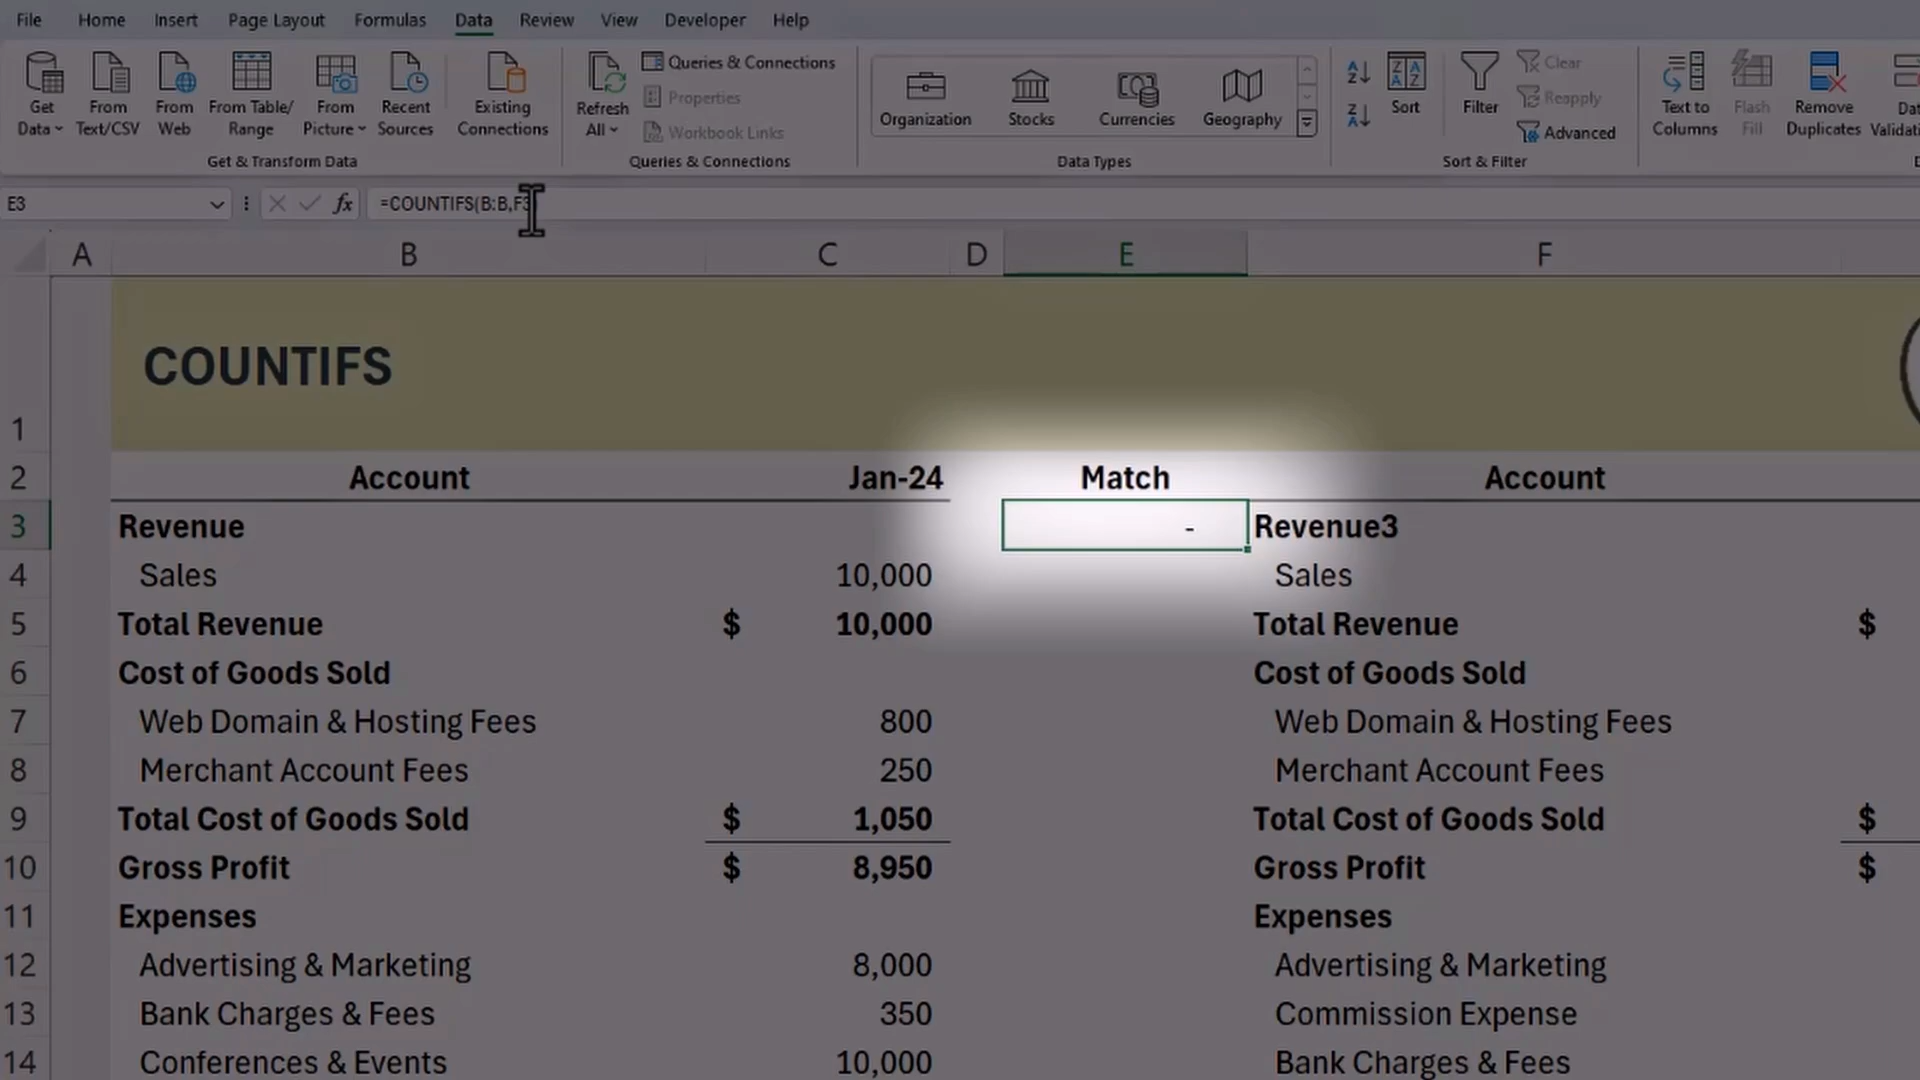 File Home Insert Page Layout Formulas Data Review View Developer Help
Get Data
From Text/CSV
From Web
From Table/ Range
From Picture
Recent Sources
Existing Connections
Get & Transform Data
Refresh All
Queries & Connections
Properties
Workbook Links
Queries & Connections
Organization Stocks Currencies Geography
Data Types
Sort
Filter
Clear
Reapply
Advanced
Sort & Filter
Text to Columns
Flash Fill
Remove Duplicates
E3 fx =COUNTIFS(B:B,F3
A B C D E F
1 COUNTIFS
2 Account Jan-24 Match Account
3 Revenue - Revenue3
4 Sales 10,000 Sales
5 Total Revenue $ 10,000 Total Revenue $
6 Cost of Goods Sold Cost of Goods Sold
7 Web Domain & Hosting Fees 800 Web Domain & Hosting Fees
8 Merchant Account Fees 250 Merchant Account Fees
9 Total Cost of Goods Sold $ 1,050 Total Cost of Goods Sold $
10 Gross Profit $ 8,950 Gross Profit $
11 Expenses Expenses
12 Advertising & Marketing 8,000 Advertising & Marketing
13 Bank Charges & Fees 350 Commission Expense
14 Conferences & Events 10,000 Bank Charges & Fees